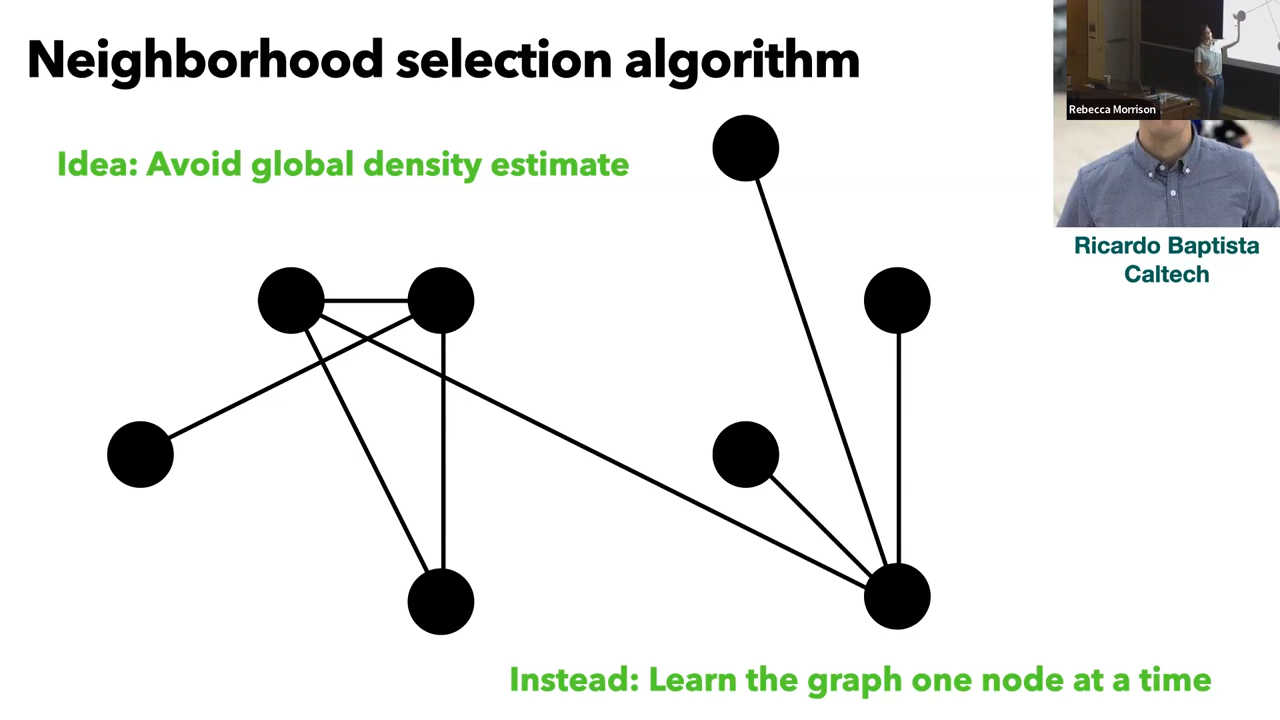 Neighborhood selection algorithm
Rebecca Morrison
Idea: Avoid global density estimate
Ricardo Baptista
Caltech
Instead: Learn the graph one node at a time